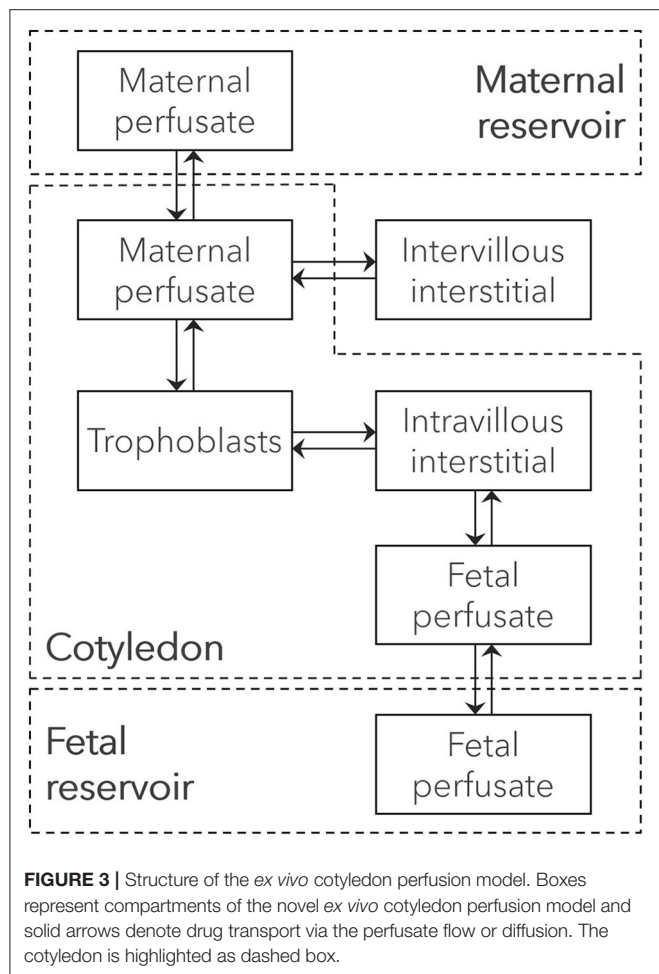 Maternal
perfusate
Maternal
reservoir
Maternal
perfusate
Intervillous
interstitial
Trophoblasts
Intravillous
interstitial
Fetal
perfusate
Cotyledon
Fetal
reservoir
Fetal
perfusate
FIGURE 3 | Structure of the ex vivo cotyledon perfusion model. Boxes
represent compartments of the novel ex vivo cotyledon perfusion model and
solid arrows denote drug transport via the perfusate flow or diffusion. The
cotyledon is highlighted as dashed box.